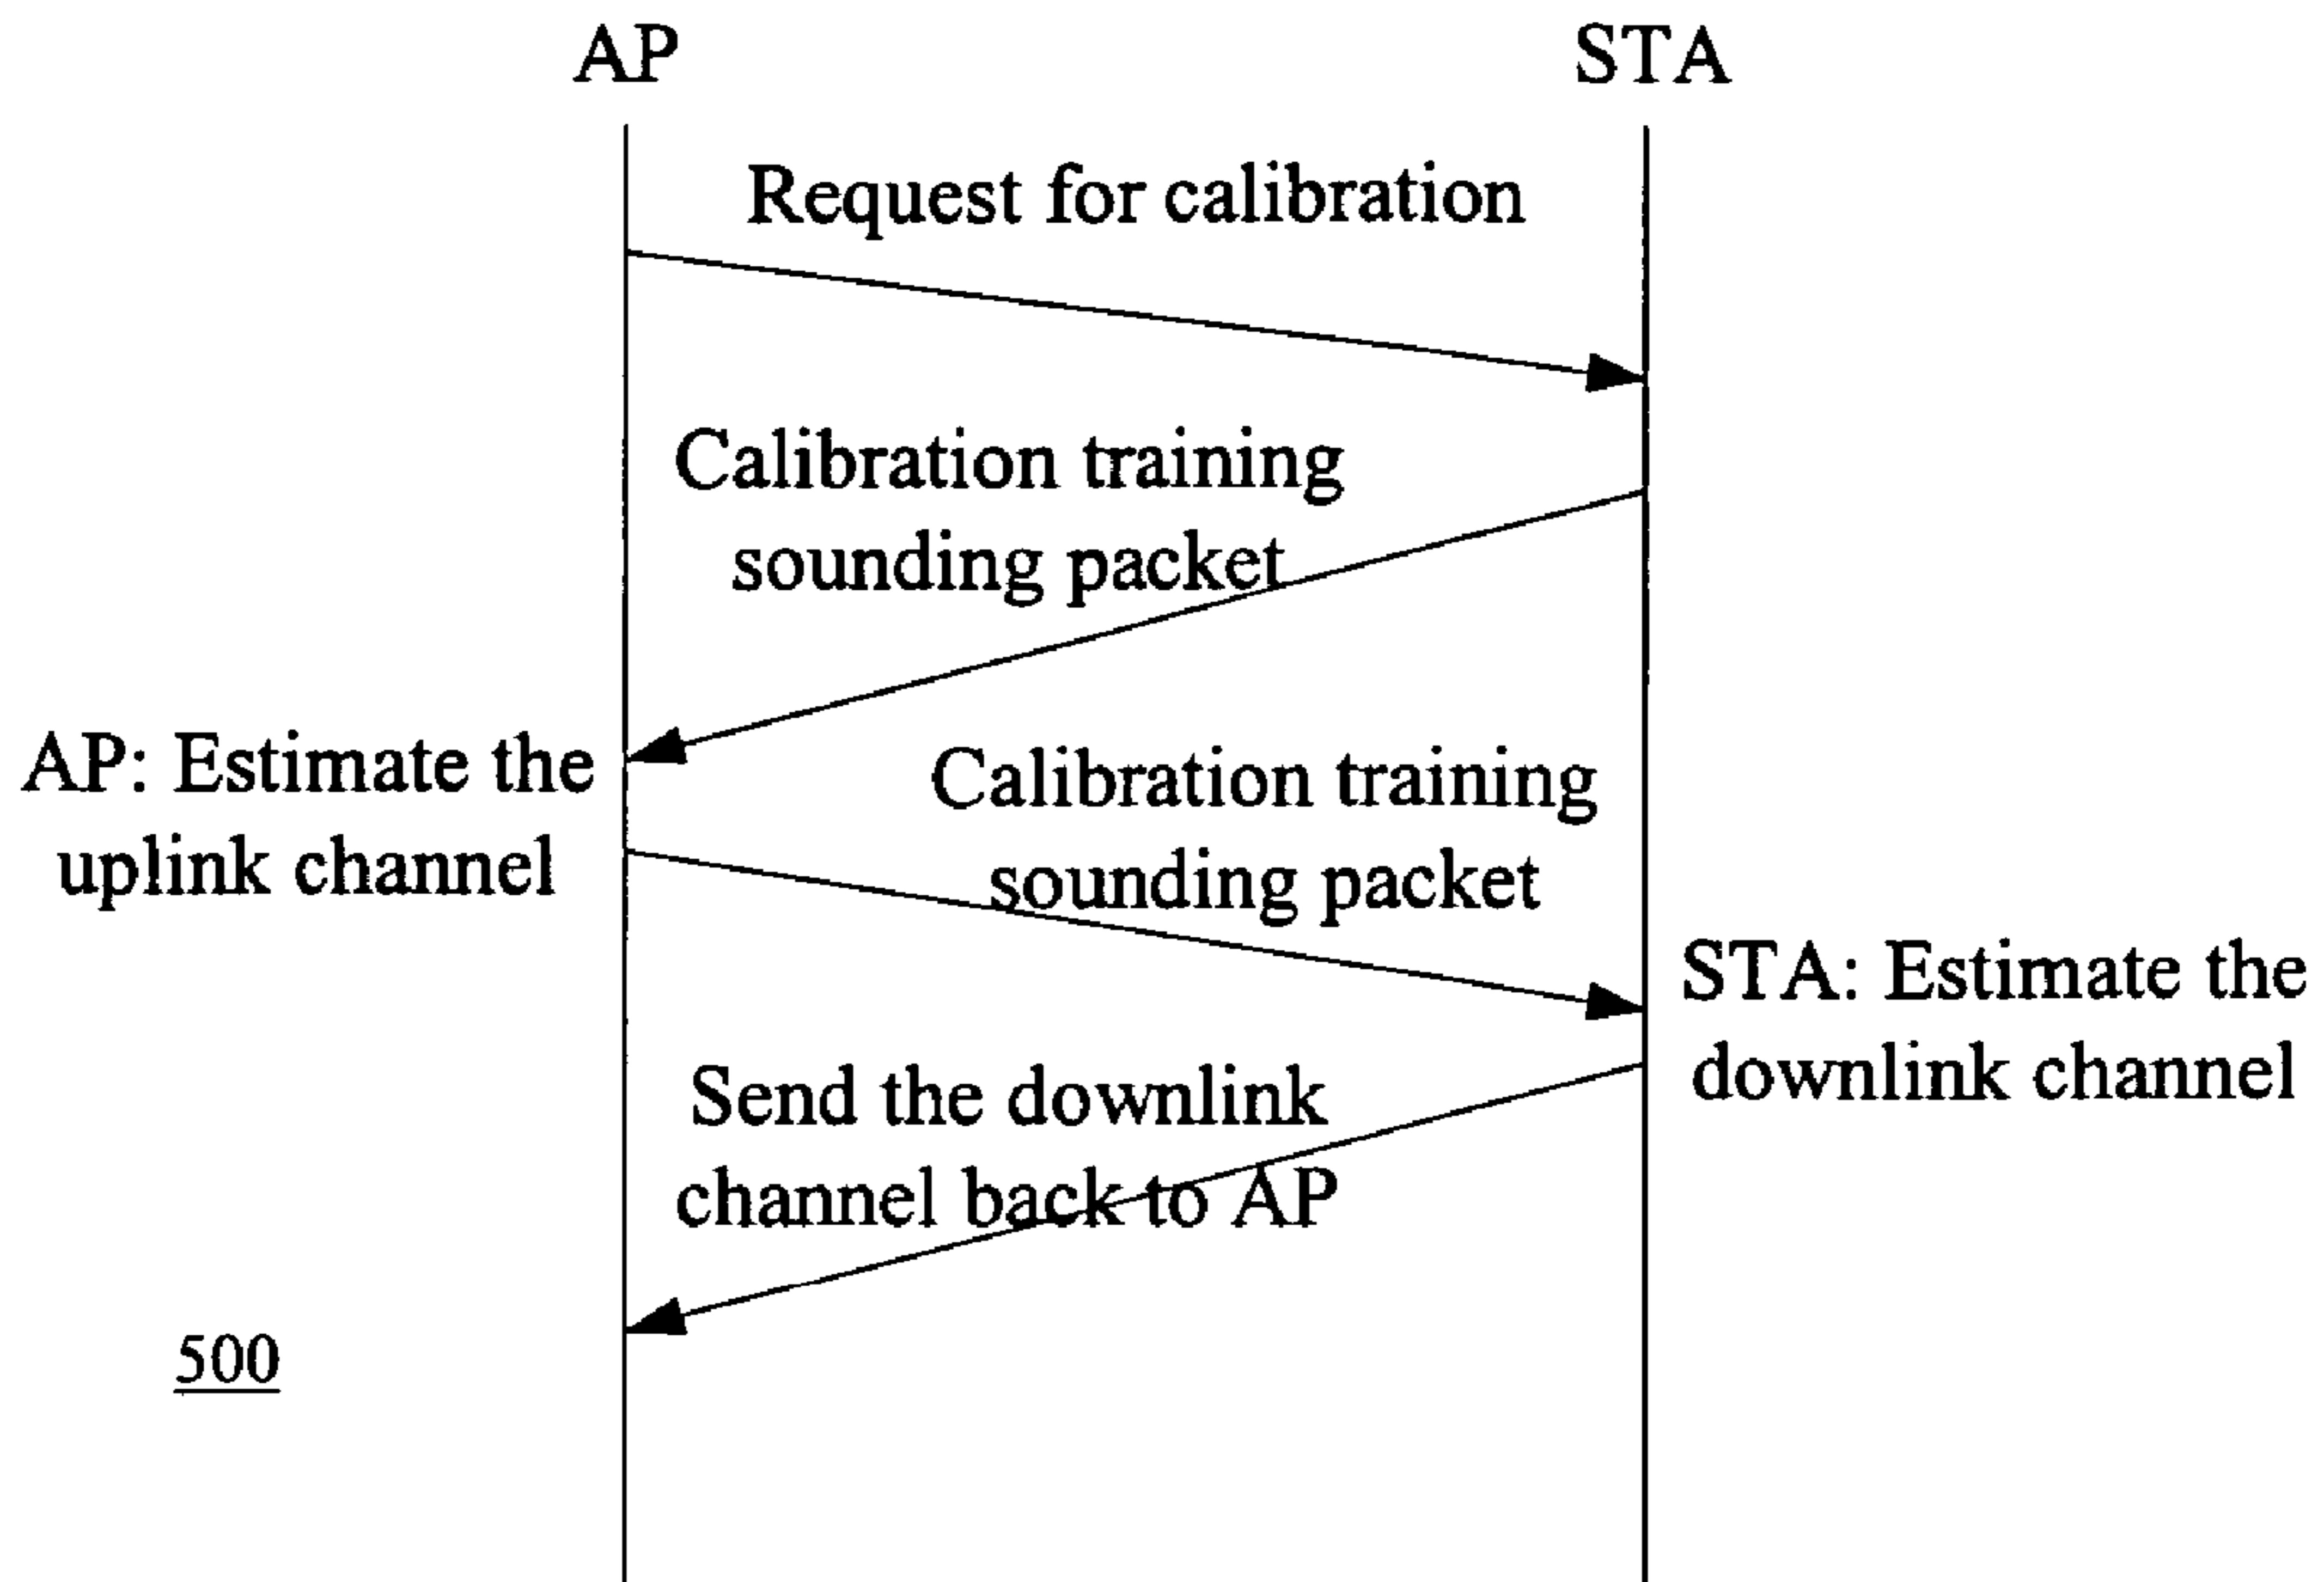 AP
STA
Request for calibration
Calibration training
sounding packet
AP: Estimate the
uplink channel
Calibration training
sounding packet
STA: Estimate the
downlink channel
Send the downlink
channel back to AP
500